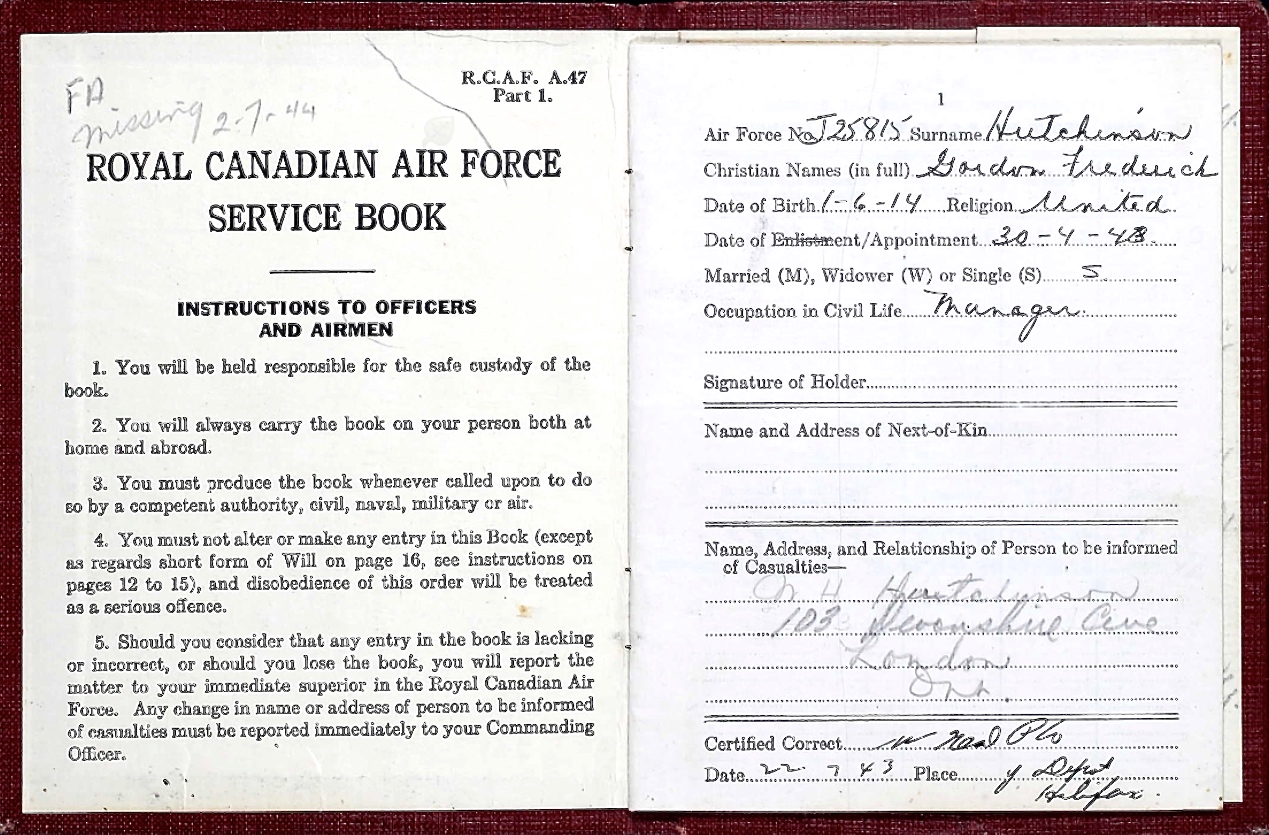 FA
Missing 2-7-44
R.C.A.F. A.47
Part 1.
ROYAL CANADIAN AIR FORCE
SERVICE BOOK
INSTRUCTIONS TO OFFICERS
AND AIRMEN
1. You will be held responsible for the safe custody of the
book.
2. You will always carry the book on your person both at
home and abroad.
3. You must produce the book whenever called upon to do
so by a competent authority, civil, naval, military or air.
4. You must not alter or make any entry in this Book (except
as regards short form of Will on page 16, see instructions on
pages 12 to 15), and disobedience of this order will be treated
as a serious offence.
5. Should you consider that any entry in the book is lacking
or incorrect, or should you lose the book, you will report the
matter to your immediate superior in the Royal Canadian Air
Force. Any change in name or address of person to be informed
of casualties must be reported immediately to your Commanding
Officer.
1
Air Force No J25815 Surname Hutchinson
Christian Names (in full) Gordon Frederick
Date of Birth 1-6-14 Religion United
Date of Enlistment/Appointment 30-4-43
Married (M), Widower (W) or Single (S) S
Occupation in Civil Life Manager
Signature of Holder
Name and Address of Next-of-Kin
Name, Address, and Relationship of Person to be informed
of Casualties—
H Hutchinson
103 Devonshire Ave
London
Ont.
Certified Correct
Date 22 7 43 Place Y Depot
Halifax.